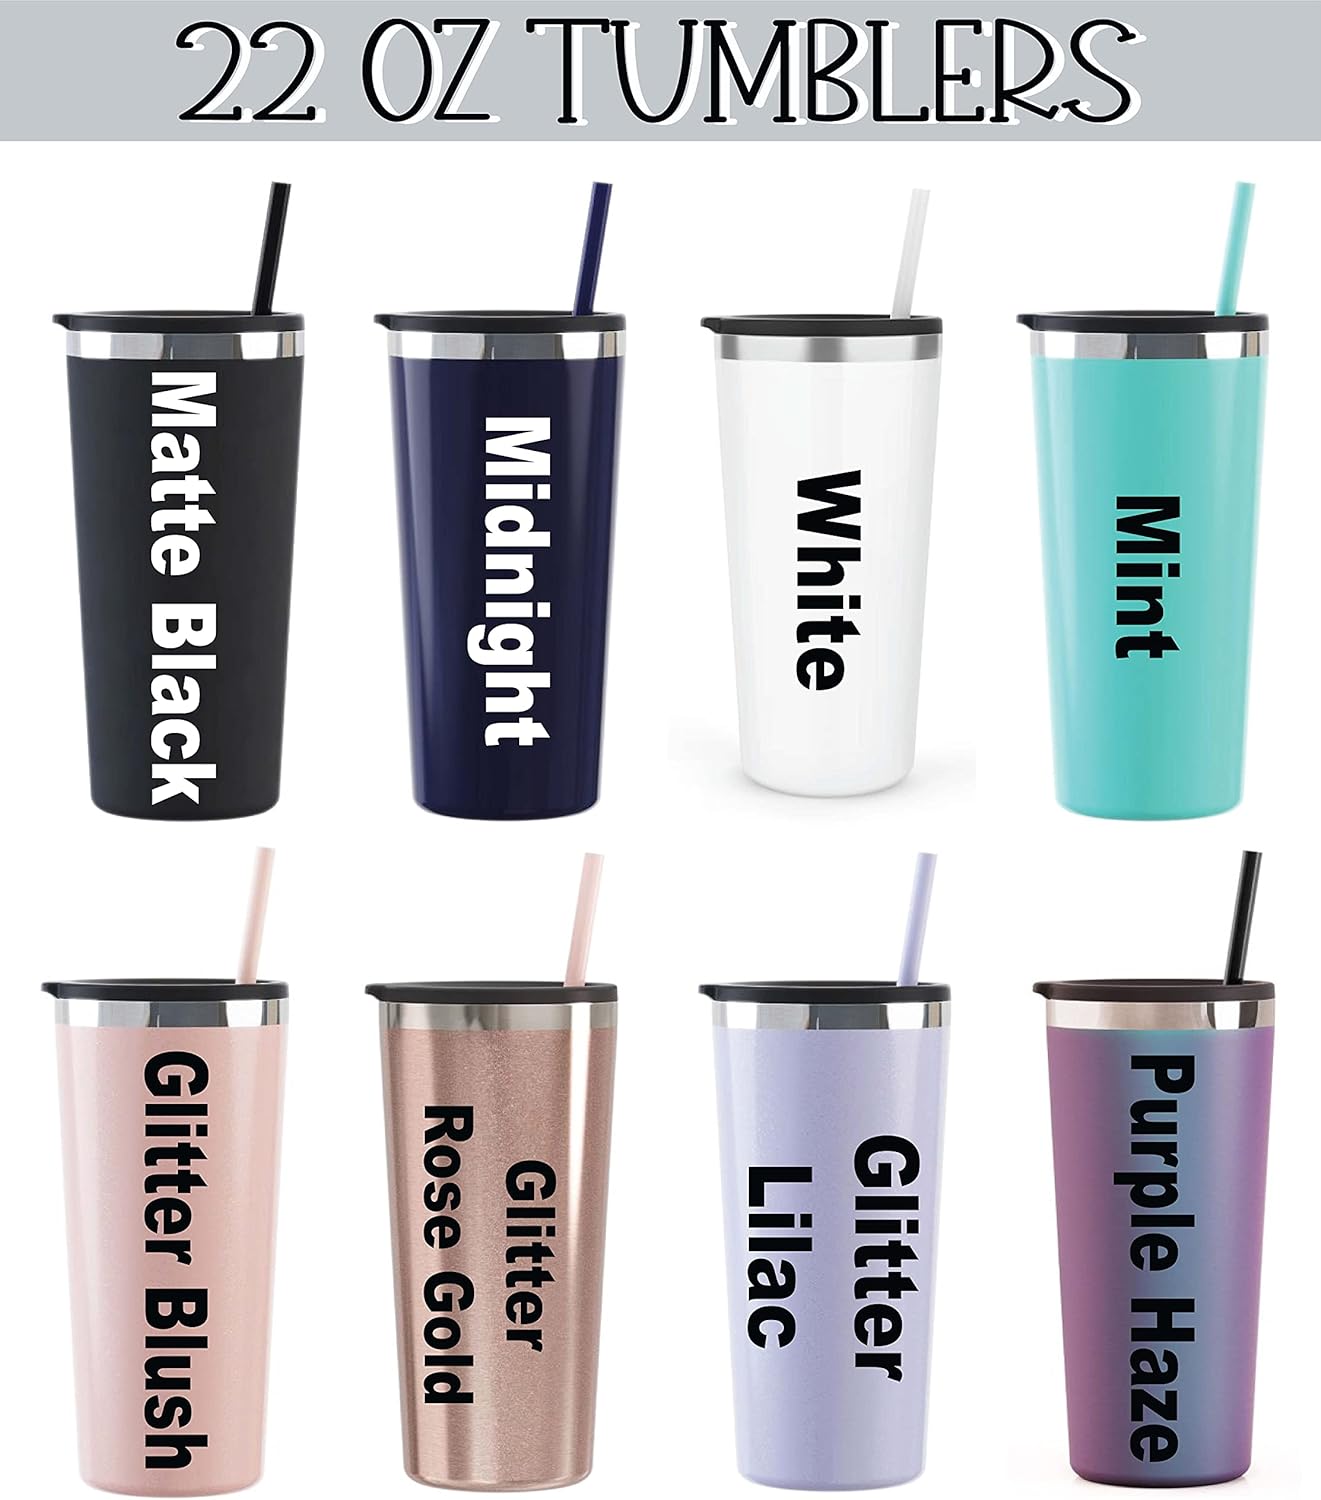 22 OZ TUMBLERS
Matte Black
Midnight
White
Mint
Glitter Blush
Glitter
Rose Gold
Glitter
Lilac
Purple Haze